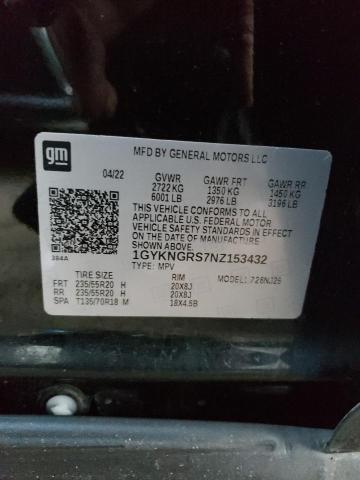 gm
MFD BY GENERAL MOTORS LLC
04/22 GVWR GAWR FRT GAWR RR
2722 KG 1350 KG 1450 KG
6001 LB 2976 LB 3196 LB
THIS VEHICLE CONFORMS TO ALL
APPLICABLE U.S. FEDERAL MOTOR
VEHICLE SAFETY STANDARDS IN EFFECT
ON THE DATE OF MANUFACTURE SHOWN ABOVE.
1GYKNGRS7NZ153432
TYPE: MPV
384A
TIRE SIZE RIM MODEL: 726NJ26
FRT 235/55R20 H 20X8J
RR 235/55R20 H 20X8J
SPA T135/70R18 M 18X4.5B